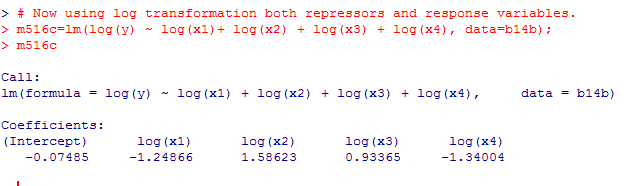 > # Now using log transformation both repressors and response variables.
> m516c=lm(log(y) ~ log(x1)+ log(x2) + log(x3) + log(x4), data=b14b);
> m516c
Call:
lm(formula = log(y) ~ log(x1) + log(x2) + log(x3) + log(x4), data = b14b)
Coefficients:
(Intercept) log(x1) log(x2) log(x3) log(x4)
-0.07485 -1.24866 1.58623 0.93365 -1.34004